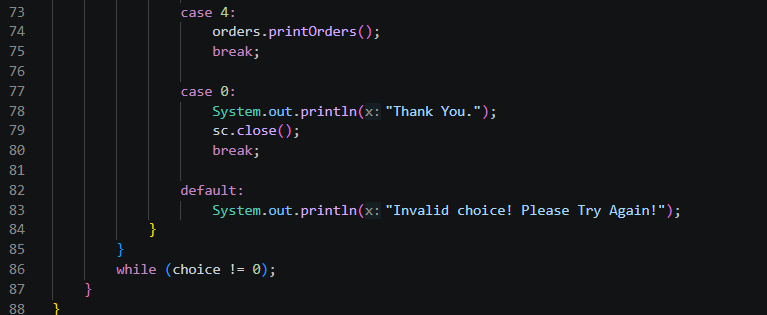 73 case 4:
74 orders.printOrders();
75 break;
76
77 case 0:
78 System.out.println(x: "Thank You.");
79 sc.close();
80 break;
81
82 default:
83 System.out.println(x: "Invalid choice! Please Try Again!");
84 }
85 }
86 while (choice != 0);
87 }
88 }